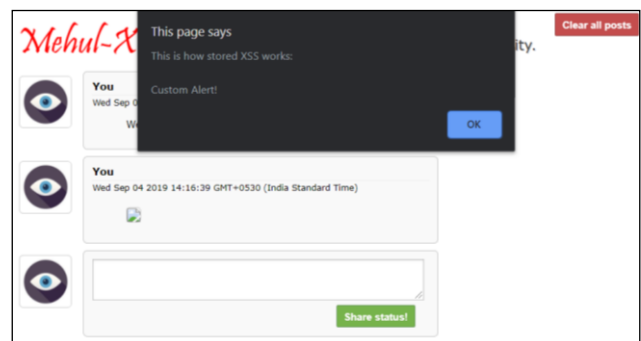 Mehul-X
This page says
This is how stored XSS works:
Custom Alert!
OK
Clear all posts
ity.
You
Wed Sep 0
We
You
Wed Sep 04 2019 14:16:39 GMT+0530 (India Standard Time)
Share status!